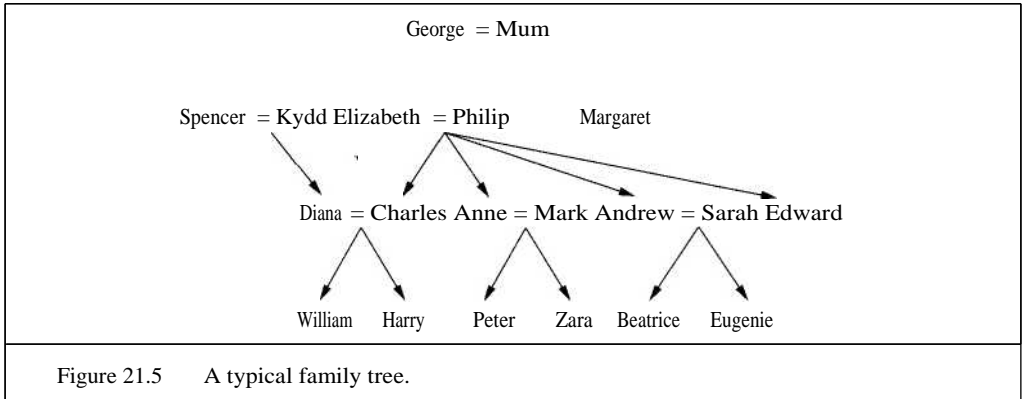 George = Mum
Spencer = Kydd Elizabeth = Philip Margaret
Diana = Charles Anne = Mark Andrew = Sarah Edward
William Harry Peter Zara Beatrice Eugenie
Figure 21.5 A typical family tree.